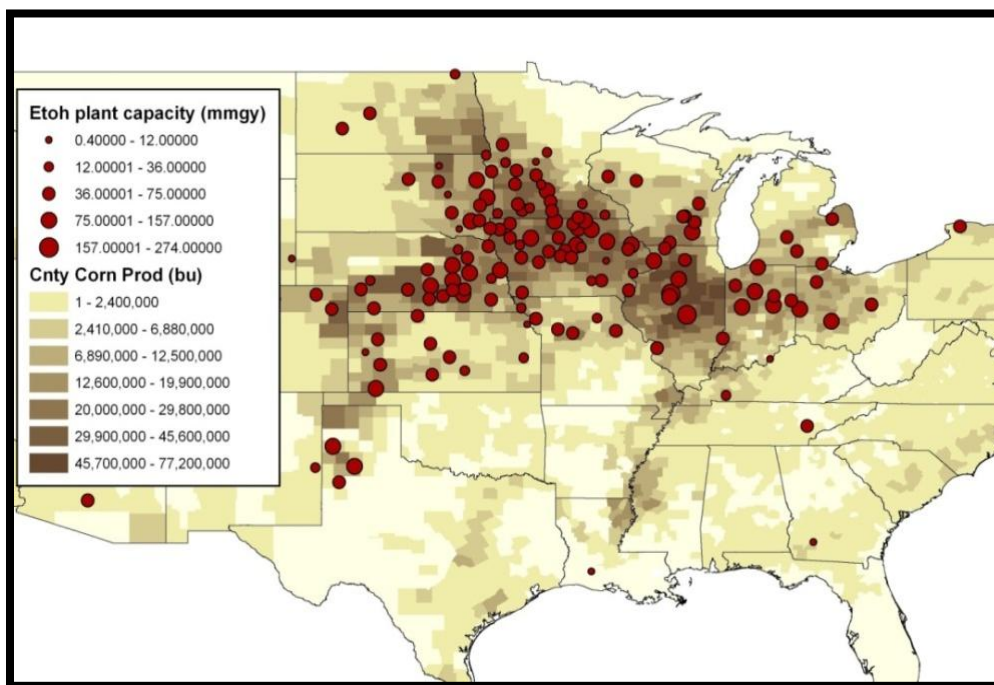 Etoh plant capacity (mmgy)
0.40000 - 12.00000
12.00001 - 36.00000
36.00001 - 75.00000
75.00001 - 157.00000
157.00001 - 274.00000
Cnty Corn Prod (bu)
1 - 2,400,000
2,410,000 - 6,880,000
6,890,000 - 12,500,000
12,600,000 - 19,900,000
20,000,000 - 29,800,000
29,900,000 - 45,600,000
45,700,000 - 77,200,000